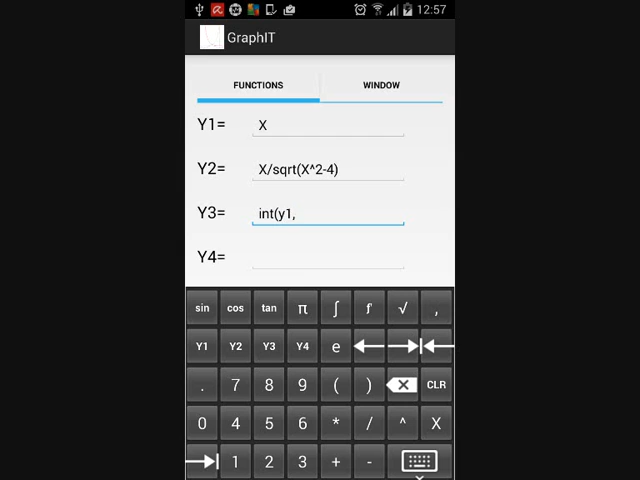 12:57
GraphIT
FUNCTIONS WINDOW
Y1= X
Y2= X/sqrt(X^2-4)
Y3= int(y1,
Y4=
sin cos tan π ∫ f' √ ,
Y1 Y2 Y3 Y4 e
. 7 8 9 ( ) CLR
0 4 5 6 * / ^ X
1 2 3 + -